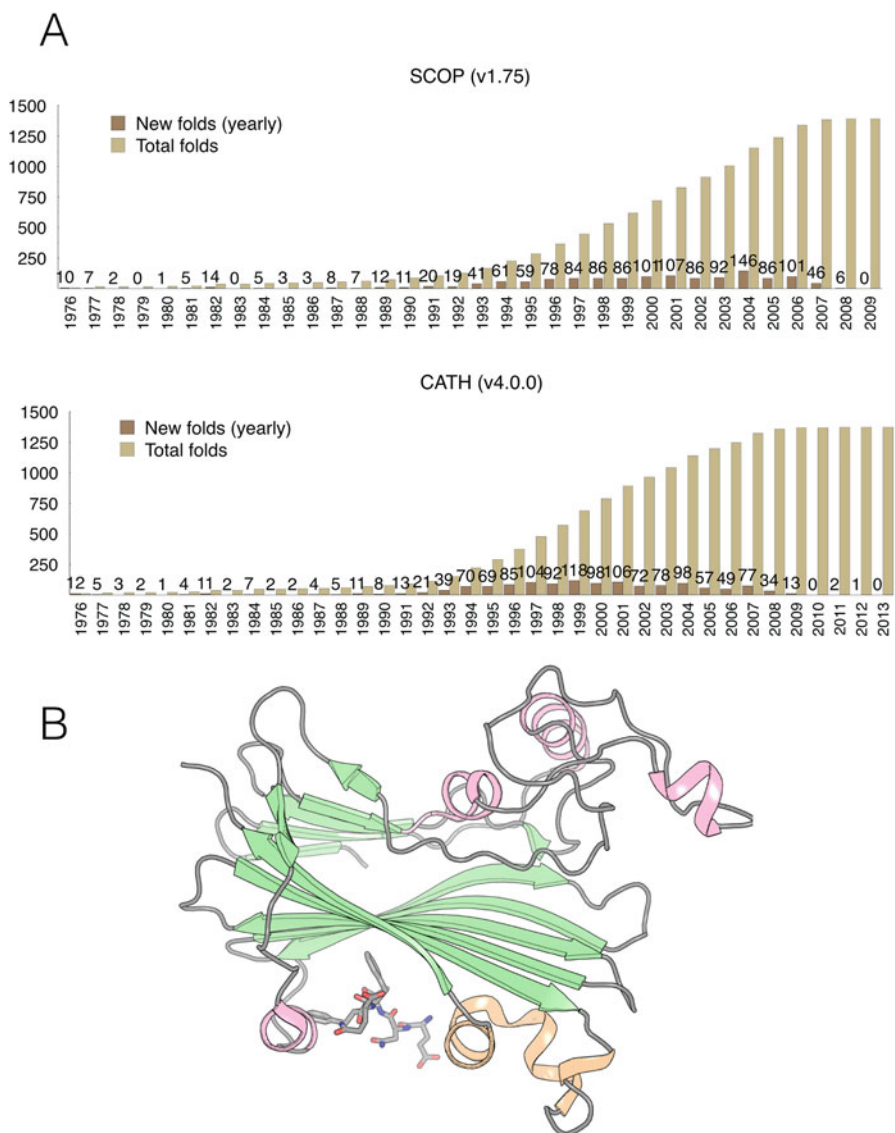 A
SCOP (v1.75)
1500
1250
1000
750
500
250
New folds (yearly)
Total folds
10 7 2 0 1 5 14 0 5 3 3 8 7 12 11 20 19 41 61 59 78 84 86 86 101 107 86 92 146 86 101 46 6 0
1976 1977 1978 1979 1980 1981 1982 1983 1984 1985 1986 1987 1988 1989 1990 1991 1992 1993 1994 1995 1996 1997 1998 1999 2000 2001 2002 2003 2004 2005 2006 2007 2008 2009
CATH (v4.0.0)
1500
1250
1000
750
500
250
New folds (yearly)
Total folds
12 5 3 2 1 4 11 2 7 2 2 4 5 11 8 13 21 39 70 69 85 104 92 118 98 106 72 78 98 57 49 77 34 13 0 2 1 0
1976 1977 1978 1979 1980 1981 1982 1983 1984 1985 1986 1987 1988 1989 1990 1991 1992 1993 1994 1995 1996 1997 1998 1999 2000 2001 2002 2003 2004 2005 2006 2007 2008 2009 2010 2011 2012 2013
B